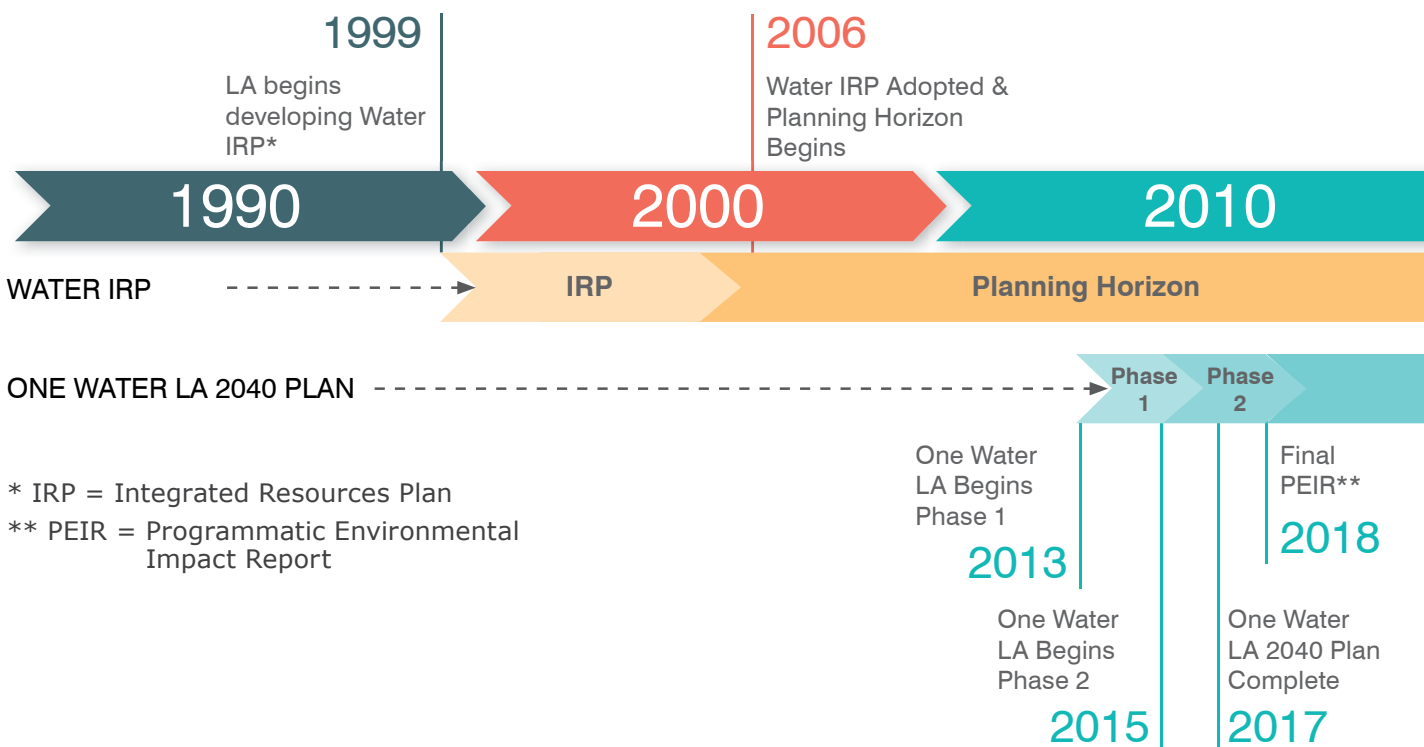 1999
LA begins
developing Water
IRP*
2006
Water IRP Adopted &
Planning Horizon
Begins
1990
2000
2010
WATER IRP
IRP
Planning Horizon
ONE WATER LA 2040 PLAN
Phase
1
Phase
2
* IRP = Integrated Resources Plan
** PEIR = Programmatic Environmental
Impact Report
One Water
LA Begins
Phase 1
2013
Final
PEIR**
2018
One Water
LA Begins
Phase 2
2015
One Water
LA 2040 Plan
Complete
2017